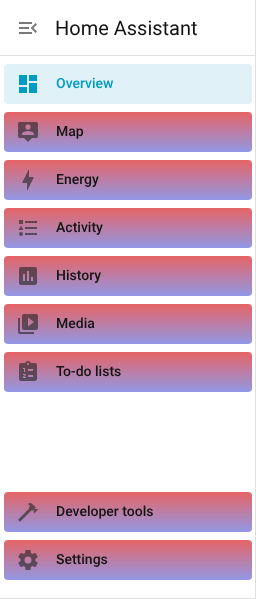 Home Assistant
Overview
Map
Energy
Activity
History
Media
To-do lists
Developer tools
Settings